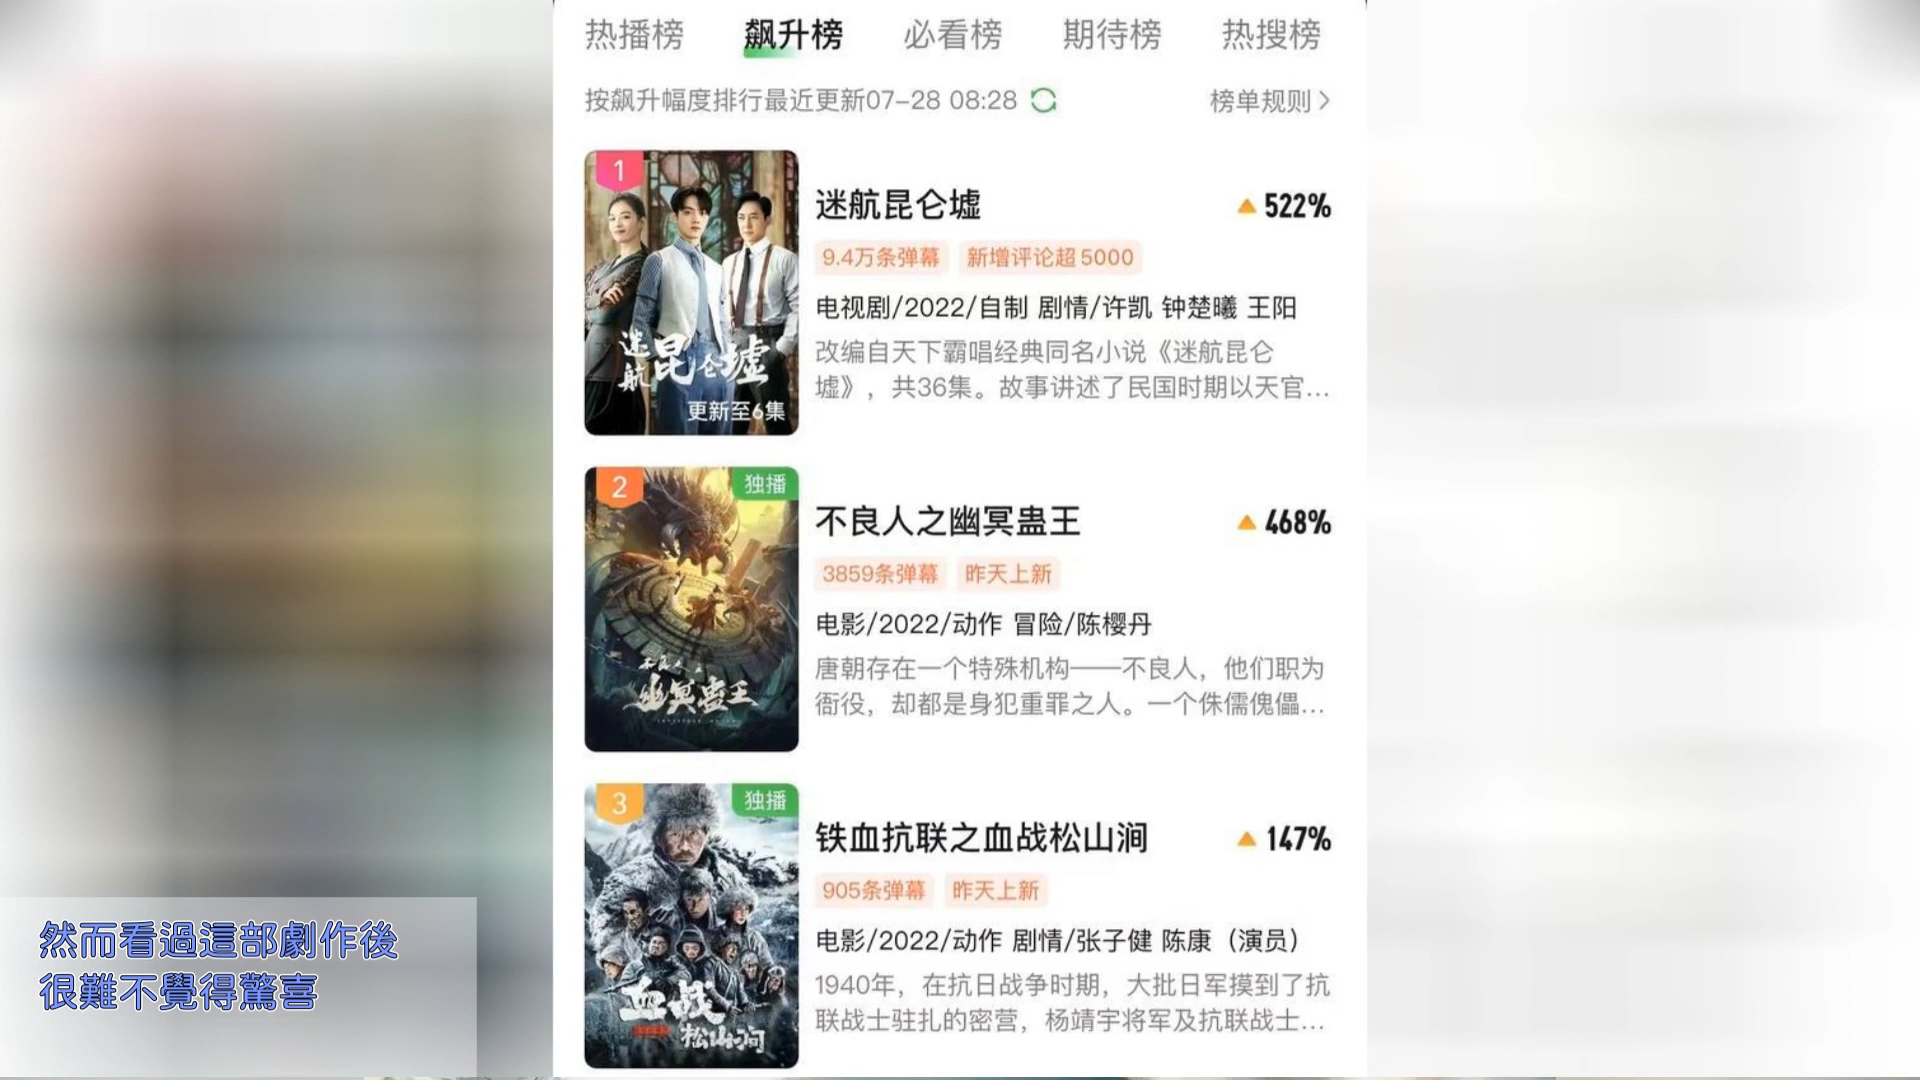 热播榜 飙升榜 必看榜 期待榜 热搜榜
按飙升幅度排行最近更新07-28 08:28 榜单规则
1
迷航昆仑墟 522%
9.4万条弹幕 新增评论超5000
电视剧/2022/自制 剧情/许凯 钟楚曦 王阳
改编自天下霸唱经典同名小说《迷航昆仑
墟》，共36集。故事讲述了民国时期以天官...
迷航昆仑墟
更新至6集
2 独播
不良人之幽冥蛊王 468%
3859条弹幕 昨天上新
电影/2022/动作 冒险/陈樱丹
唐朝存在一个特殊机构——不良人，他们职为
衙役，却都是身犯重罪之人。一个侏儒傀儡...
不良人之
幽冥蛊王
3 独播
铁血抗联之血战松山涧 147%
905条弹幕 昨天上新
电影/2022/动作 剧情/张子健 陈康（演员）
1940年，在抗日战争时期，大批日军摸到了抗
联战士驻扎的密营，杨靖宇将军及抗联战士...
血战
松山涧
然而看過這部劇作後
很難不覺得驚喜